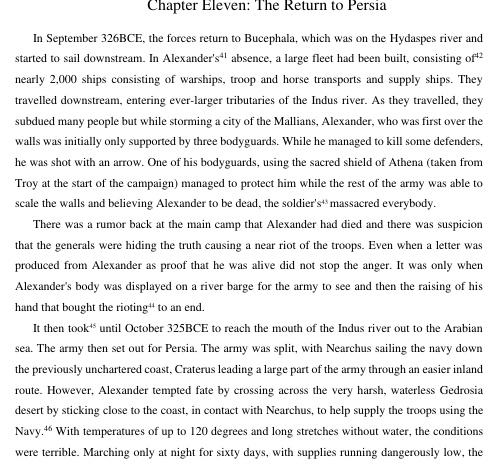 Chapter Eleven: The Return to Persia
In September 326BCE, the forces return to Bucephala, which was on the Hydaspes river and
started to sail downstream. In Alexander's⁴¹ absence, a large fleet had been built, consisting of⁴²
nearly 2,000 ships consisting of warships, troop and horse transports and supply ships. They
travelled downstream, entering ever-larger tributaries of the Indus river. As they travelled, they
subdued many people but while storming a city of the Mallians, Alexander, who was first over the
walls was initially only supported by three bodyguards. While he managed to kill some defenders,
he was shot with an arrow. One of his bodyguards, using the sacred shield of Athena (taken from
Troy at the start of the campaign) managed to protect him while the rest of the army was able to
scale the walls and believing Alexander to be dead, the soldier's⁴³ massacred everybody.
There was a rumor back at the main camp that Alexander had died and there was suspicion
that the generals were hiding the truth causing a near riot of the troops. Even when a letter was
produced from Alexander as proof that he was alive did not stop the anger. It was only when
Alexander's body was displayed on a river barge for the army to see and then the raising of his
hand that bought the rioting⁴⁴ to an end.
It then took⁴⁵ until October 325BCE to reach the mouth of the Indus river out to the Arabian
sea. The army then set out for Persia. The army was split, with Nearchus sailing the navy down
the previously unchartered coast, Craterus leading a large part of the army through an easier inland
route. However, Alexander tempted fate by crossing across the very harsh, waterless Gedrosia
desert by sticking close to the coast, in contact with Nearchus, to help supply the troops using the
Navy.⁴⁶ With temperatures of up to 120 degrees and long stretches without water, the conditions
were terrible. Marching only at night for sixty days, with supplies running dangerously low, the